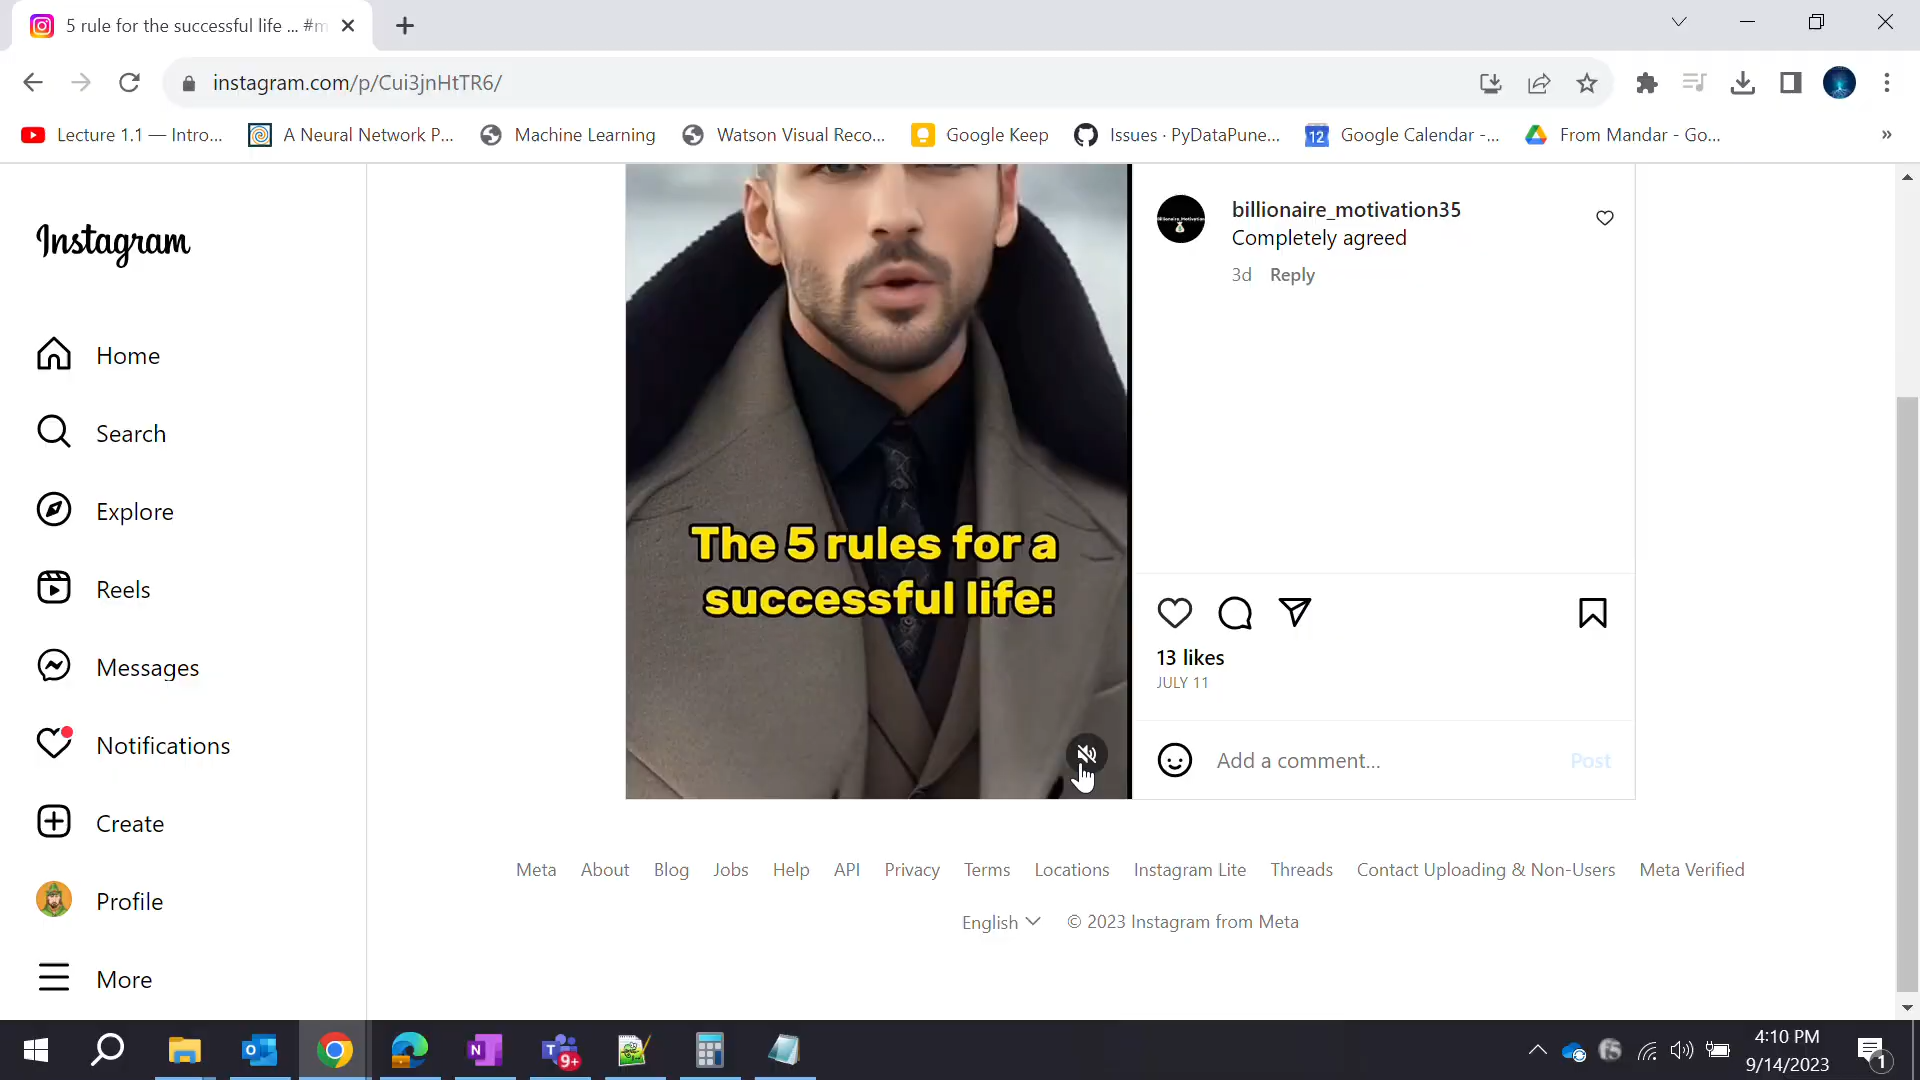 5 rule for the successful life ... #m
instagram.com/p/Cui3jnHtTR6/
Lecture 1.1 — Intro...
A Neural Network P...
Machine Learning
Watson Visual Reco...
Google Keep
Issues · PyDataPune...
12
Google Calendar -...
From Mandar - Go...
»
Instagram
Home
Search
Explore
Reels
Messages
Notifications
Create
Profile
More
The 5 rules for a
successful life:
billionaire_motivation35
Completely agreed
3d Reply
13 likes
JULY 11
Add a comment...
Post
Meta About Blog Jobs Help API Privacy Terms Locations Instagram Lite Threads Contact Uploading & Non-Users Meta Verified
English © 2023 Instagram from Meta
9+
4:10 PM
9/14/2023
1